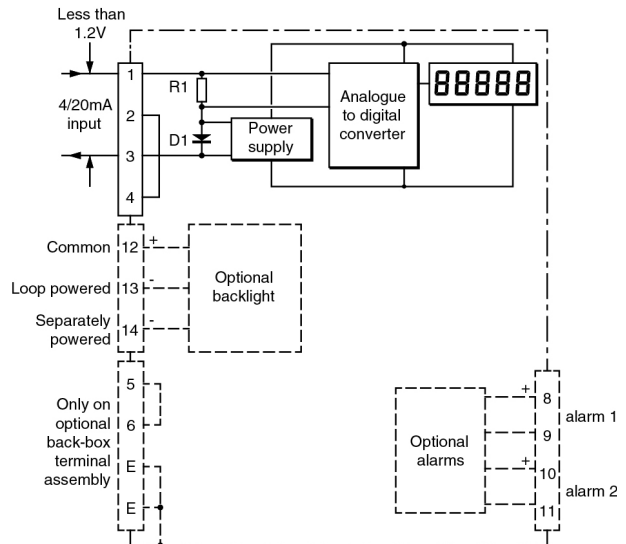 Less than
1.2V
4/20mA
input
1
2
3
4
R1
D1
Power
supply
Analogue
to digital
converter
88888
Common
Loop powered
Separately
powered
12
13
14
+
-
-
Optional
backlight
Only on
optional
back-box
terminal
assembly
5
6
E
E
Optional
alarms
+
+
8
9
10
11
alarm 1
alarm 2